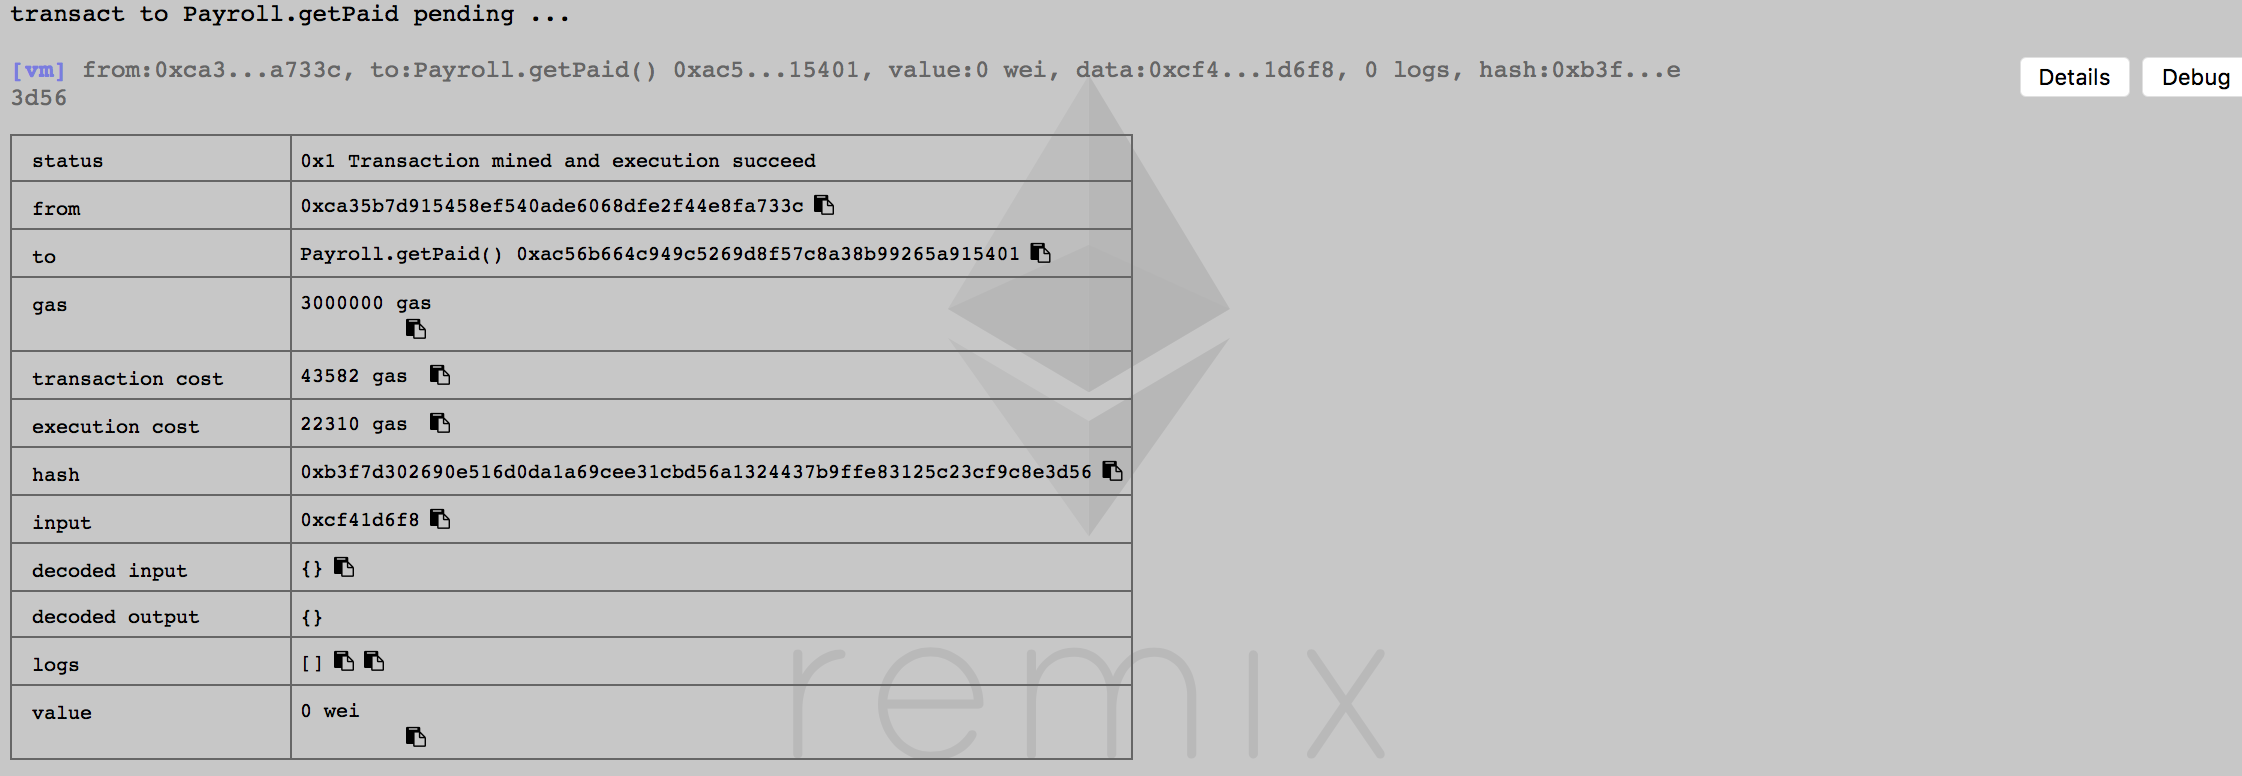 transact to Payroll.getPaid pending ...
[vm] from:0xca3...a733c, to:Payroll.getPaid() 0xac5...15401, value:0 wei, data:0xcf4...1d6f8, 0 logs, hash:0xb3f...e
3d56
Details Debug
status 0x1 Transaction mined and execution succeed
from 0xca35b7d915458ef540ade6068dfe2f44e8fa733c
to Payroll.getPaid() 0xac56b664c949c5269d8f57c8a38b99265a915401
gas 3000000 gas
transaction cost 43582 gas
execution cost 22310 gas
hash 0xb3f7d302690e516d0da1a69cee31cbd56a1324437b9ffe83125c23cf9c8e3d56
input 0xcf41d6f8
decoded input {}
decoded output {}
logs []
value 0 wei
remix